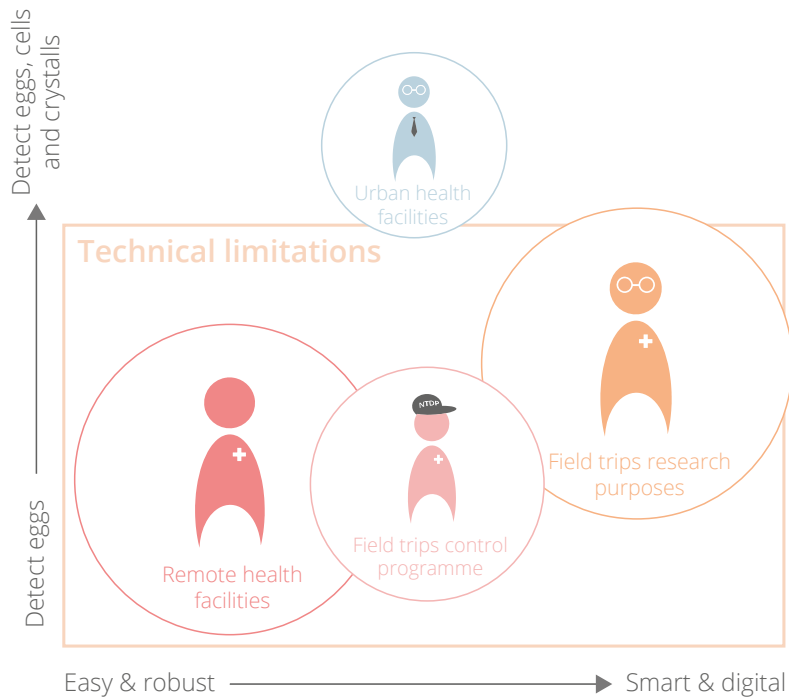 Detect eggs, cells
and crystalls
Urban health
facilities
Technical limitations
NTDP
Field trips research
purposes
Field trips control
programme
Remote health
facilities
Detect eggs
Easy & robust
Smart & digital